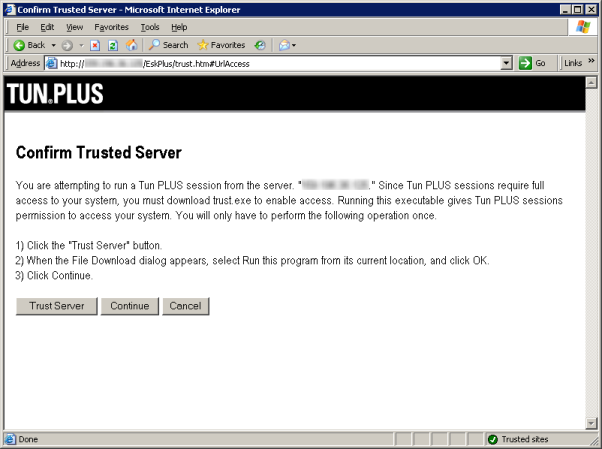 Confirm Trusted Server - Microsoft Internet Explorer
File Edit View Favorites Tools Help
Back Search Favorites
Address http:// /EskPlus/trust.htm#UrlAccess Go Links »
TUN.PLUS
Confirm Trusted Server
You are attempting to run a Tun PLUS session from the server. " ." Since Tun PLUS sessions require full
access to your system, you must download trust.exe to enable access. Running this executable gives Tun PLUS sessions
permission to access your system. You will only have to perform the following operation once.
1) Click the "Trust Server" button.
2) When the File Download dialog appears, select Run this program from its current location, and click OK.
3) Click Continue.
Trust Server Continue Cancel
Done Trusted sites